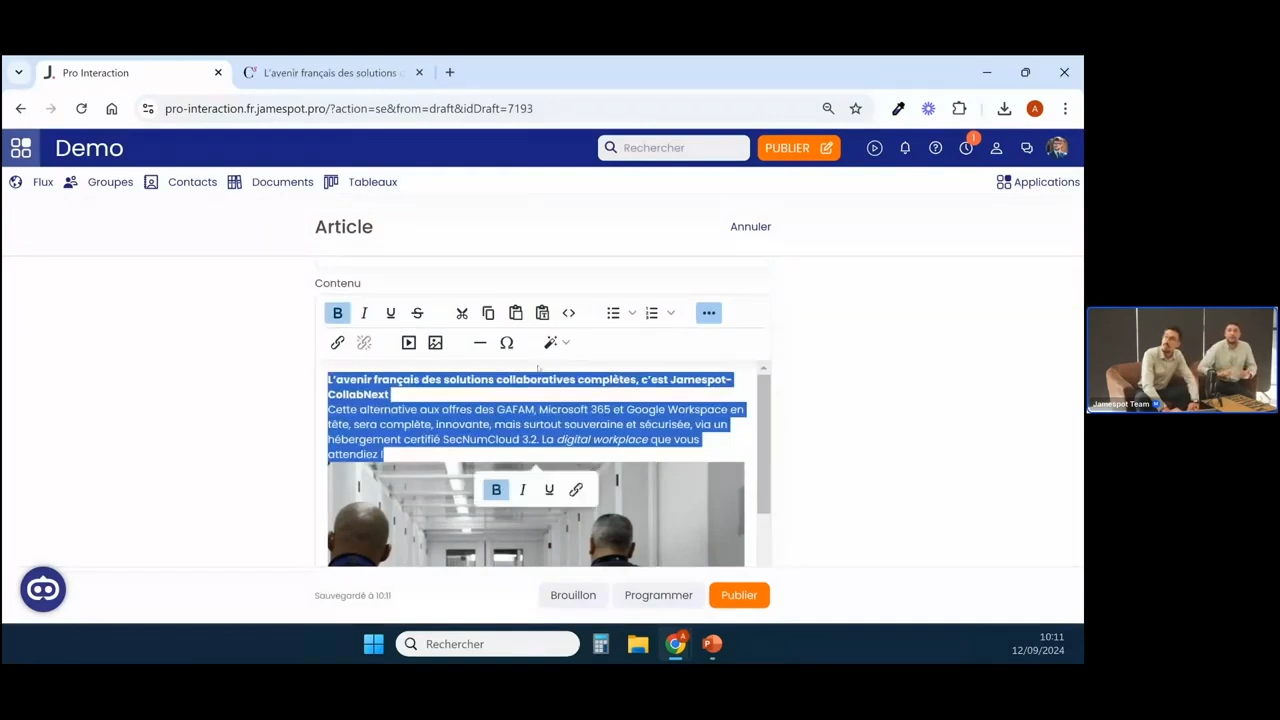 Pro Interaction
L'avenir français des solutions
pro-interaction.fr.jamespot.pro/?action=se&from=draft&idDraft=7193
A
Demo
Rechercher
PUBLIER
1
Flux
Groupes
Contacts
Documents
Tableaux
Applications
Article
Annuler
Contenu
B I U S
L'avenir français des solutions collaboratives complètes, c'est Jamespot-
CollabNext
Cette alternative aux offres des GAFAM, Microsoft 365 et Google Workspace en
tête, sera complète, innovante, mais surtout souveraine et sécurisée, via un
hébergement certifié SecNumCloud 3.2. La digital workplace que vous
attendiez !
B I U
Jamespot Team
Sauvegardé à 10:11
Brouillon
Programmer
Publier
Rechercher
10:11
12/09/2024